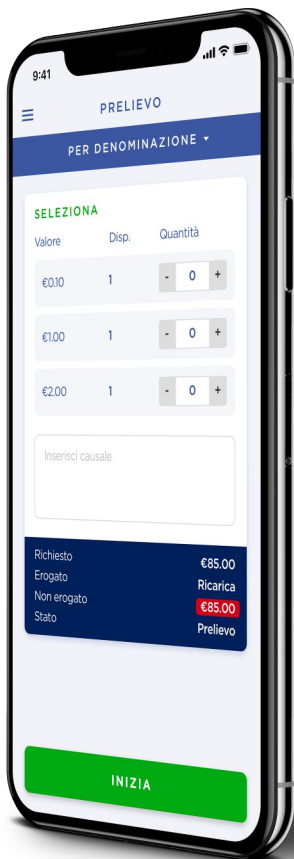 9:41
PRELIEVO
PER DENOMINAZIONE
SELEZIONA
Valore Disp. Quantità
€0.10 1 - 0 +
€1.00 1 - 0 +
€2.00 1 - 0 +
Inserisci causale
Richiesto €85.00
Erogato Ricarica
Non erogato €85.00
Stato Prelievo
INIZIA